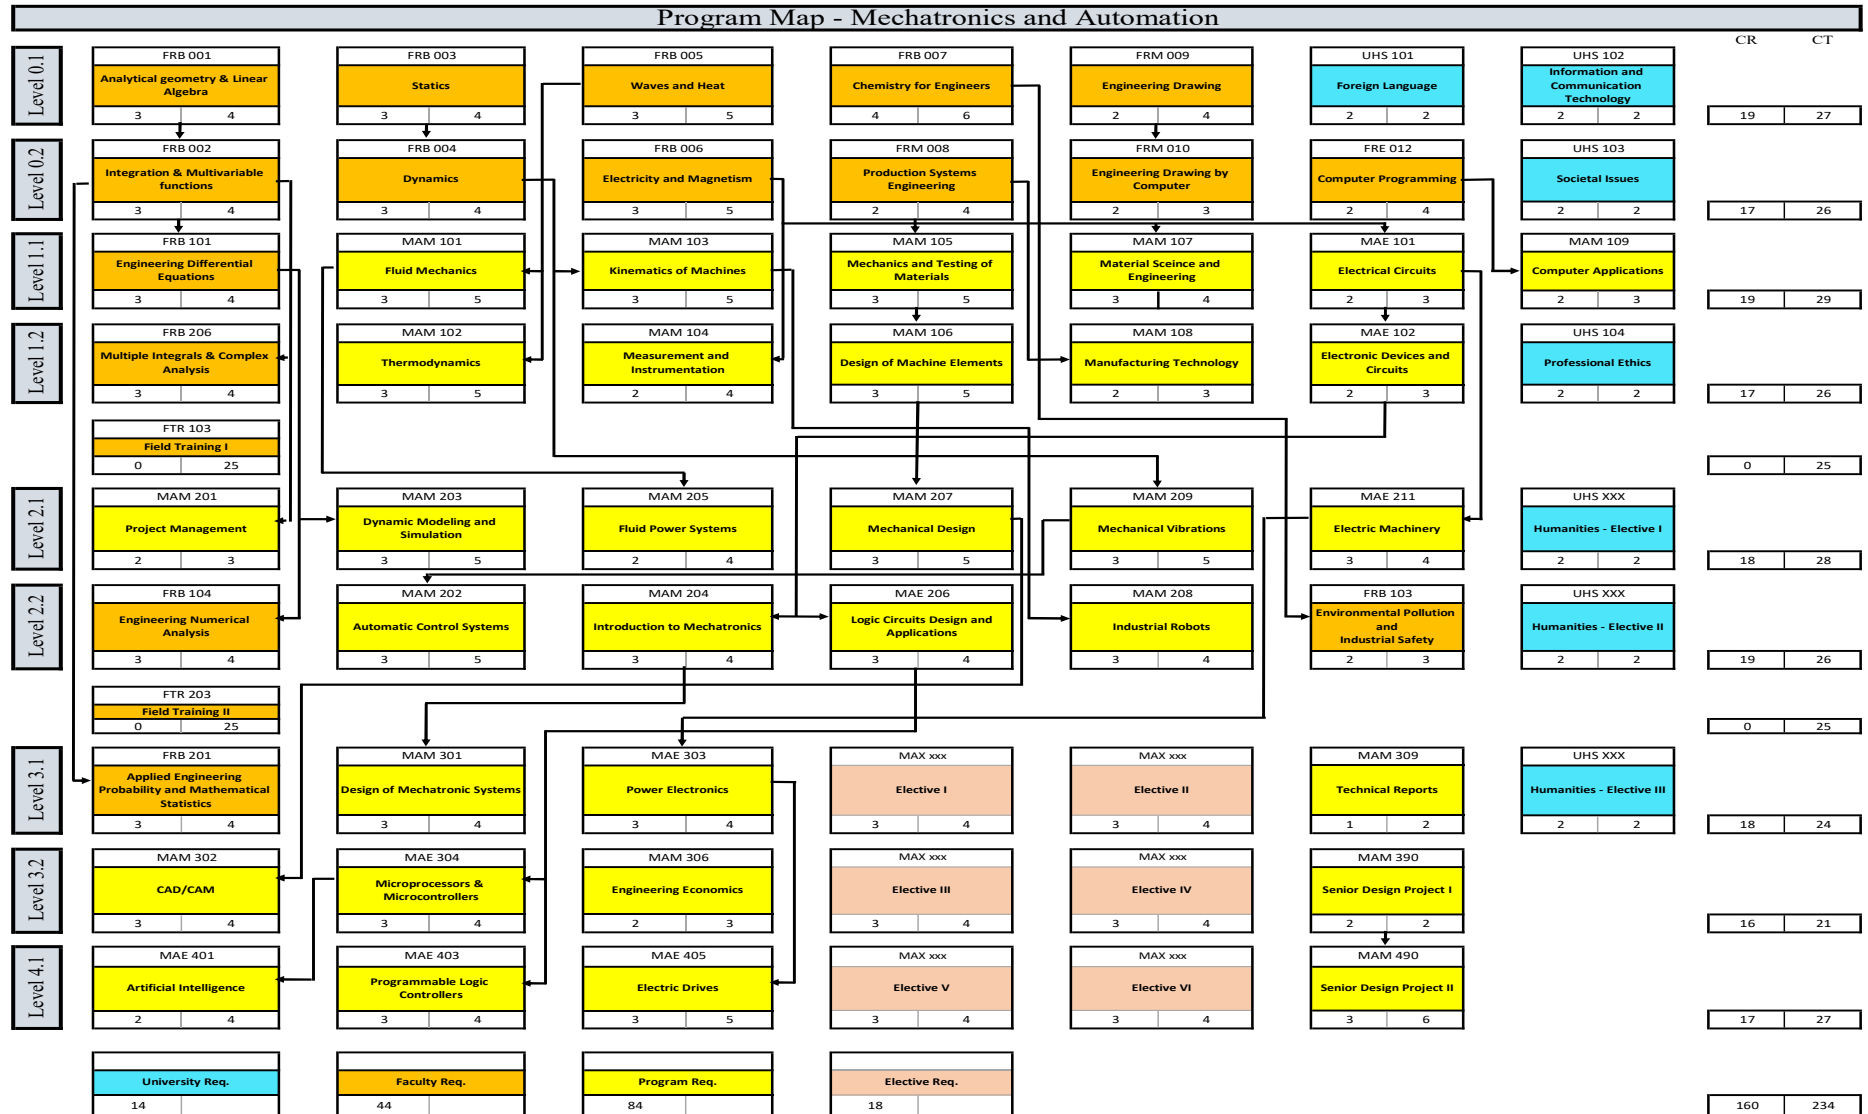 Program Map - Mechatronics and Automation
CR CT
Level 0.1
FRB 001 FRB 003 FRB 005 FRB 007 FRM 009 UHS 101 UHS 102
Analytical geometry & Linear Algebra Statics Waves and Heat Chemistry for Engineers Engineering Drawing Foreign Language Information and Communication Technology
3 4 3 4 3 5 4 6 2 4 2 2 2 2 19 27
Level 0.2
FRB 002 FRB 004 FRB 006 FRM 008 FRM 010 FRE 012 UHS 103
Integration & Multivariable functions Dynamics Electricity and Magnetism Production Systems Engineering Engineering Drawing by Computer Computer Programming Societal Issues
3 4 3 4 3 5 2 4 2 3 2 4 2 2 17 26
Level 1.1
FRB 101 MAM 101 MAM 103 MAM 105 MAM 107 MAE 101 MAM 109
Engineering Differential Equations Fluid Mechanics Kinematics of Machines Mechanics and Testing of Materials Material Sceince and Engineering Electrical Circuits Computer Applications
3 4 3 5 3 5 3 5 3 4 2 3 2 3 19 29
Level 1.2
FRB 206 MAM 102 MAM 104 MAM 106 MAM 108 MAE 102 UHS 104
Multiple Integrals & Complex Analysis Thermodynamics Measurement and Instrumentation Design of Machine Elements Manufacturing Technology Electronic Devices and Circuits Professional Ethics
3 4 3 5 2 4 3 5 2 3 2 3 2 2 17 26
FTR 103
Field Training I
0 25 0 25
Level 2.1
MAM 201 MAM 203 MAM 205 MAM 207 MAM 209 MAE 211 UHS XXX
Project Management Dynamic Modeling and Simulation Fluid Power Systems Mechanical Design Mechanical Vibrations Electric Machinery Humanities - Elective I
2 3 3 5 2 4 3 5 3 5 3 4 2 2 18 28
Level 2.2
FRB 104 MAM 202 MAM 204 MAE 206 MAM 208 FRB 103 UHS XXX
Engineering Numerical Analysis Automatic Control Systems Introduction to Mechatronics Logic Circuits Design and Applications Industrial Robots Environmental Pollution and Industrial Safety Humanities - Elective II
3 4 3 5 3 4 3 4 3 4 2 3 2 2 19 26
FTR 203
Field Training II
0 25 0 25
Level 3.1
FRB 201 MAM 301 MAE 303 MAX xxx MAX xxx MAM 309 UHS XXX
Applied Engineering Probability and Mathematical Statistics Design of Mechatronic Systems Power Electronics Elective I Elective II Technical Reports Humanities - Elective III
3 4 3 4 3 4 3 4 3 4 1 2 2 2 18 24
Level 3.2
MAM 302 MAE 304 MAM 306 MAX xxx MAX xxx MAM 390
CAD/CAM Microprocessors & Microcontrollers Engineering Economics Elective III Elective IV Senior Design Project I
3 4 3 4 2 3 3 4 3 4 2 2 16 21
Level 4.1
MAE 401 MAE 403 MAE 405 MAX xxx MAX xxx MAM 490
Artificial Intelligence Programmable Logic Controllers Electric Drives Elective V Elective VI Senior Design Project II
2 4 3 4 3 5 3 4 3 4 3 6 17 27
University Req. Faculty Req. Program Req. Elective Req.
14 44 84 18 160 234